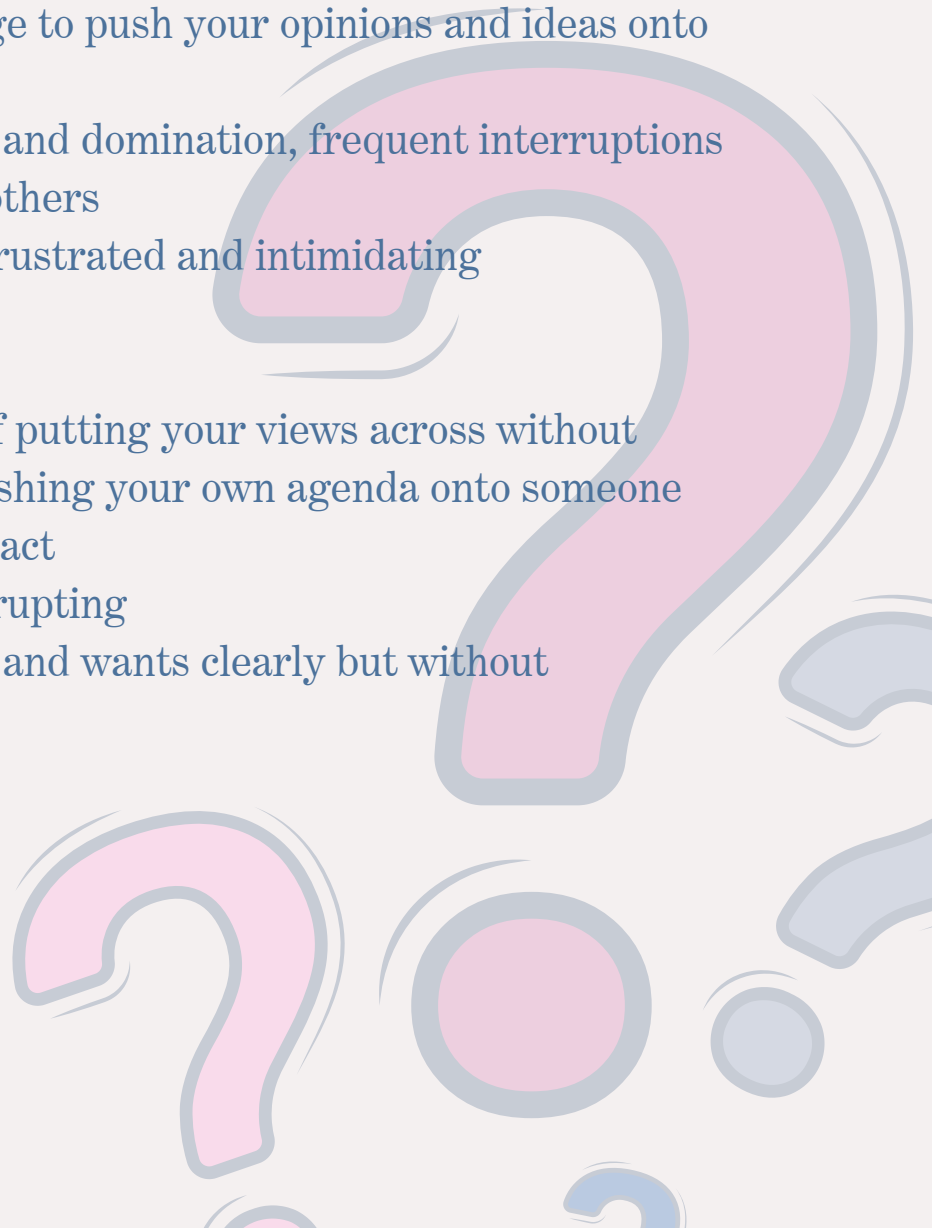 ge to push your opinions and ideas onto
and domination, frequent interruptions
others
rustrated and intimidating
f putting your views across without
shing your own agenda onto someone
act
rupting
and wants clearly but without